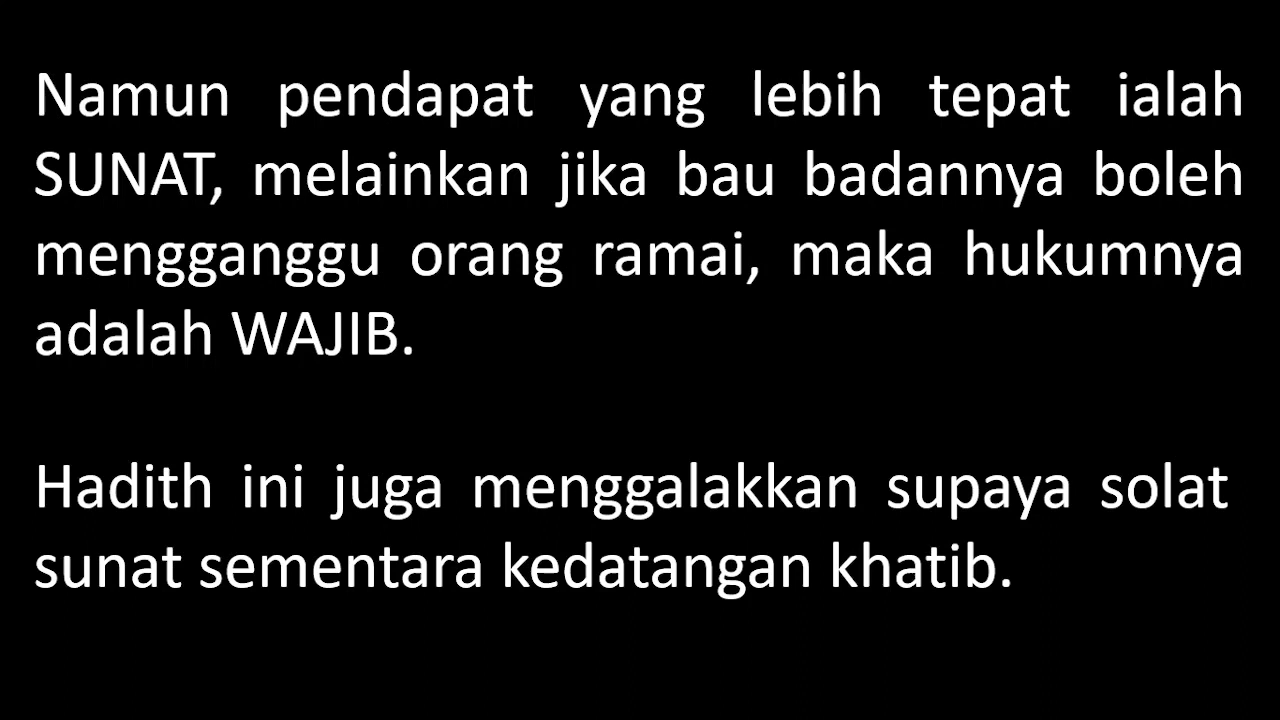 Namun pendapat yang lebih tepat ialah
SUNAT, melainkan jika bau badannya boleh
mengganggu orang ramai, maka hukumnya
adalah WAJIB.
Hadith ini juga menggalakkan supaya solat
sunat sementara kedatangan khatib.